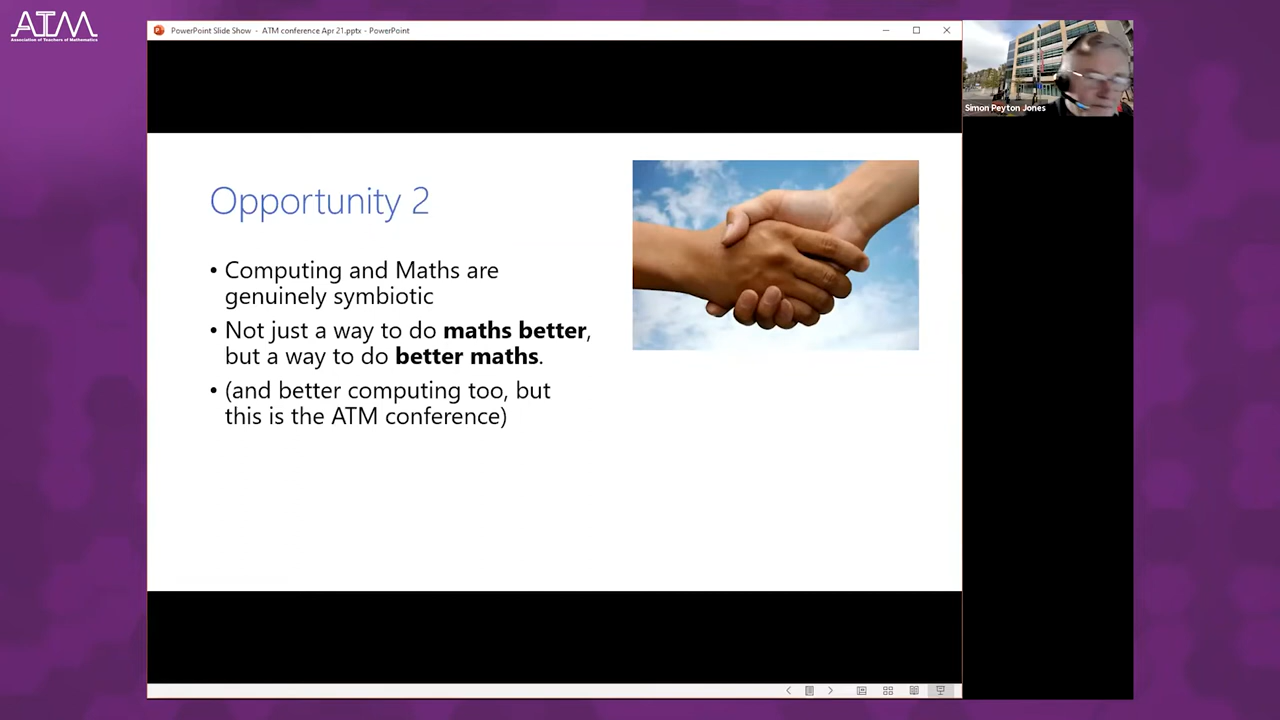 ATM
Association of Teachers of Mathematics
PowerPoint Slide Show - ATM conference Apr 21.pptx - PowerPoint
Simon Peyton Jones
Opportunity 2
• Computing and Maths are
genuinely symbiotic
• Not just a way to do maths better,
but a way to do better maths.
• (and better computing too, but
this is the ATM conference)